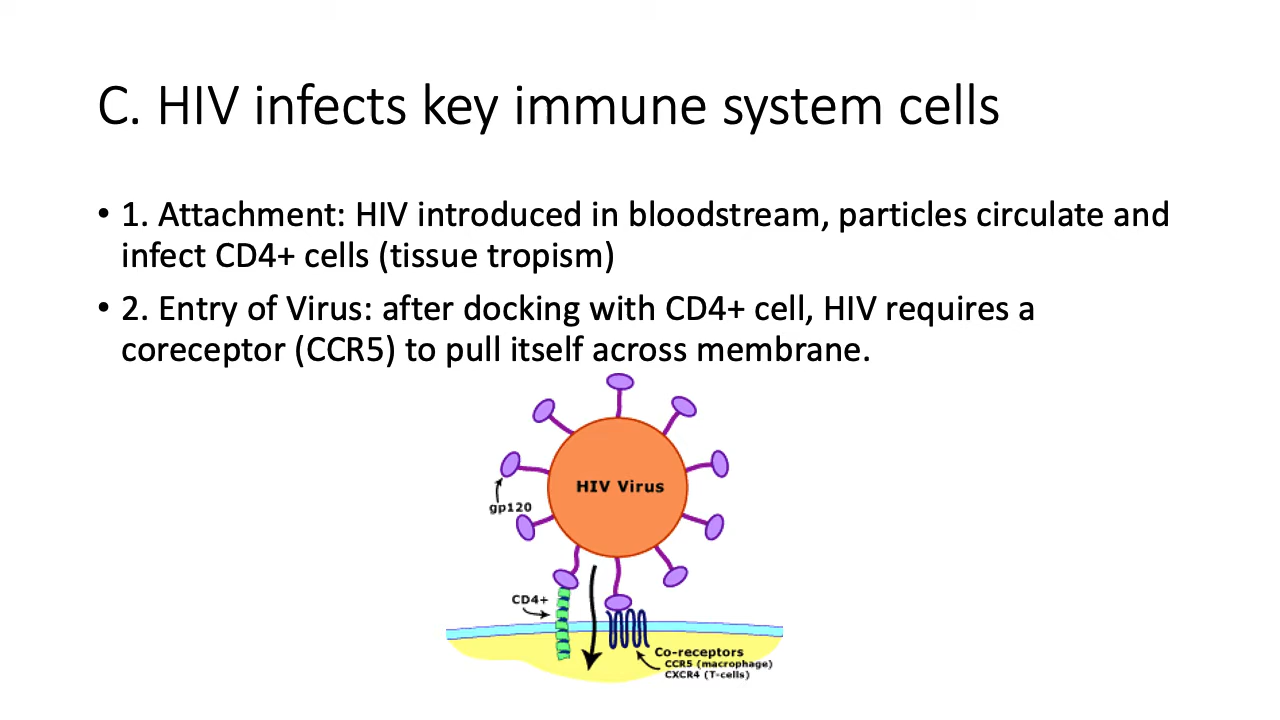 C. HIV infects key immune system cells
• 1. Attachment: HIV introduced in bloodstream, particles circulate and
infect CD4+ cells (tissue tropism)
• 2. Entry of Virus: after docking with CD4+ cell, HIV requires a
coreceptor (CCR5) to pull itself across membrane.
HIV Virus
gp120
CD4+
Co-receptors
CCR5 (macrophage)
CXCR4 (T-cells)